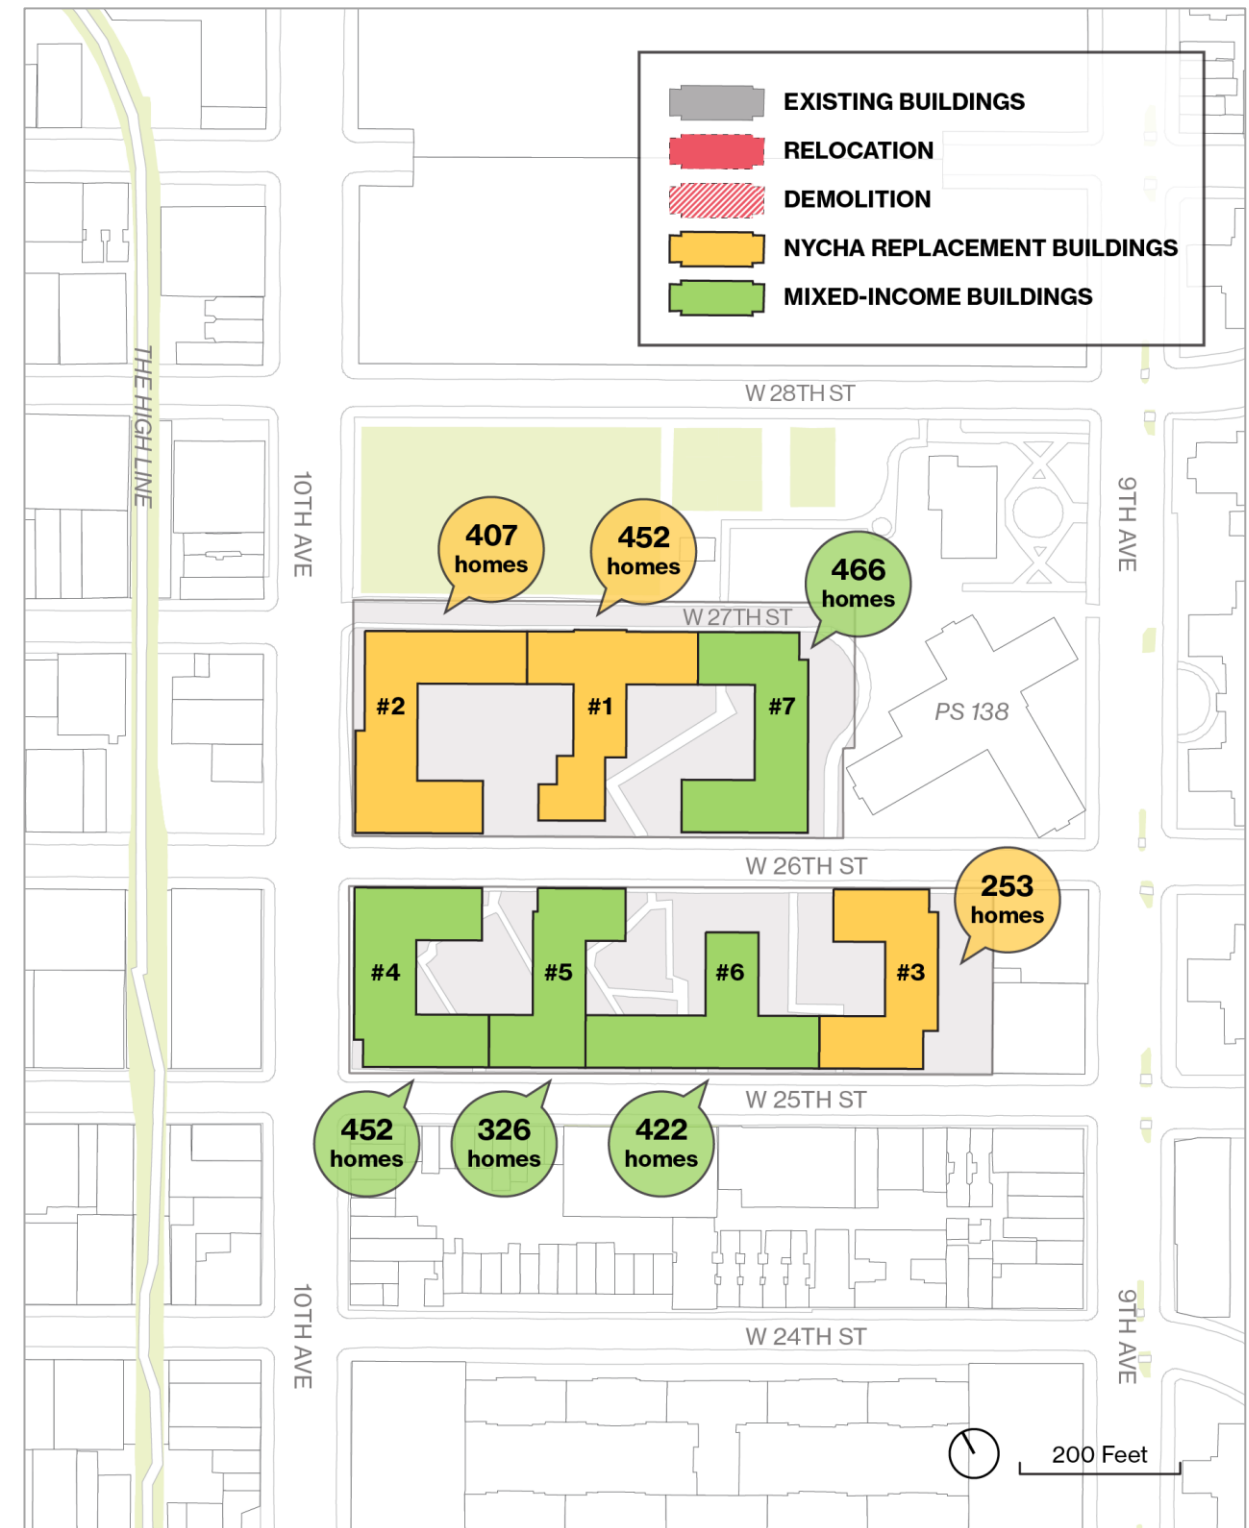 EXISTING BUILDINGS
RELOCATION
DEMOLITION
NYCHA REPLACEMENT BUILDINGS
MIXED-INCOME BUILDINGS
THE HIGH LINE
W 28TH ST
10TH AVE
9TH AVE
407
homes
452
homes
466
homes
W 27TH ST
#2
#1
#7
PS 138
W 26TH ST
253
homes
#4
#5
#6
#3
W 25TH ST
452
homes
326
homes
422
homes
10TH AVE
9TH AVE
W 24TH ST
200 Feet